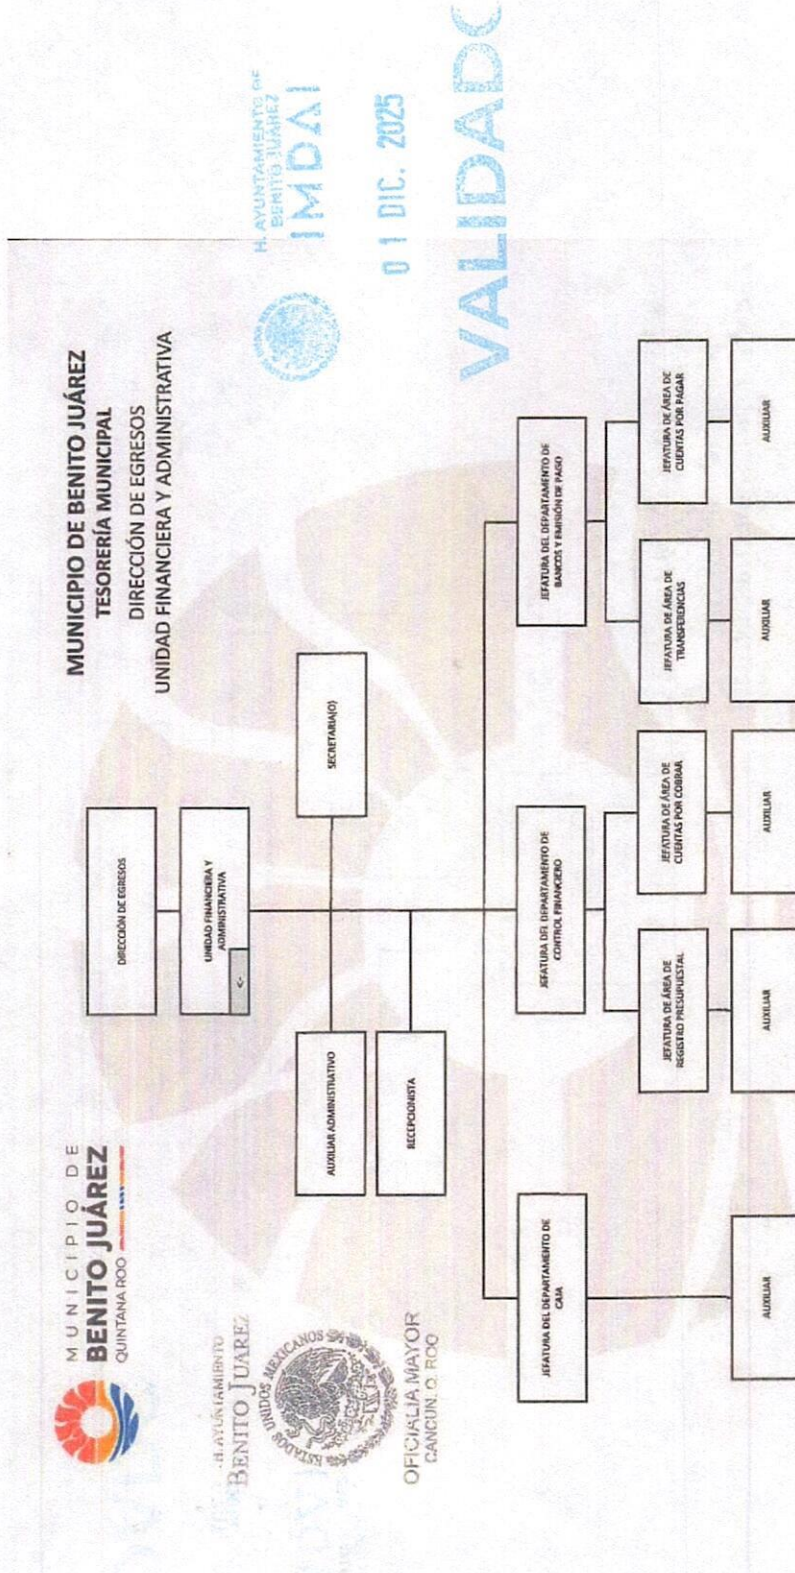 MUNICIPIO DE
BENITO JUÁREZ
QUINTANA ROO
MUNICIPIO DE BENITO JUÁREZ
TESORERÍA MUNICIPAL
DIRECCIÓN DE EGRESOS
UNIDAD FINANCIERA Y ADMINISTRATIVA
H. AYUNTAMIENTO
BENITO JUAREZ
ESTADOS UNIDOS MEXICANOS
OFICIALIA MAYOR
CANCUN, Q. ROO
H. AYUNTAMIENTO DE
BENITO JUÁREZ
IMDAI
01 DIC. 2025
VALIDADO
DIRECCIÓN DE EGRESOS
UNIDAD FINANCIERA Y
ADMINISTRATIVA
<-
AUXILIAR ADMINISTRATIVO
SECRETARIA(O)
RECEPCIONISTA
JEFATURA DEL DEPARTAMENTO DE
CAJA
JEFATURA DEL DEPARTAMENTO DE
CONTROL FINANCIERO
JEFATURA DEL DEPARTAMENTO DE
BANCOS Y EMISIÓN DE PAGO
JEFATURA DE ÁREA DE
REGISTRO PRESUPUESTAL
JEFATURA DE ÁREA DE
CUENTAS POR COBRAR
JEFATURA DE ÁREA DE
TRANSFERENCIAS
JEFATURA DE ÁREA DE
CUENTAS POR PAGAR
AUXILIAR
AUXILIAR
AUXILIAR
AUXILIAR
AUXILIAR